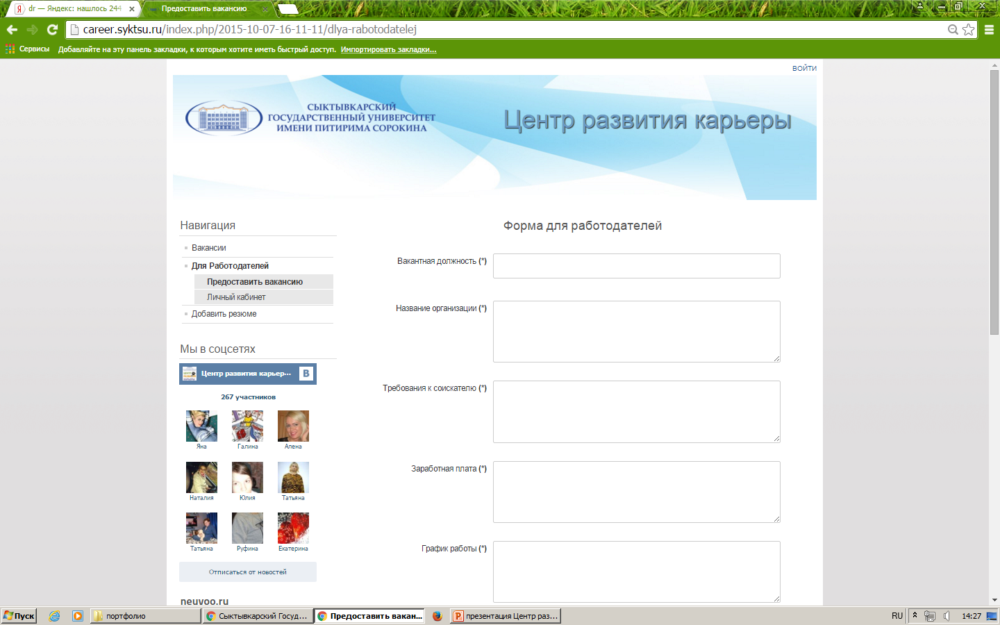 dr — Яндекс: нашлось 244
Предоставить вакансию
career.syktsu.ru/index.php/2015-10-07-16-11-11/dlya-rabotodatelej
Сервисы
Добавляйте на эту панель закладки, к которым хотите иметь быстрый доступ. Импортировать закладки...
ВОЙТИ
СЫКТЫВКАРСКИЙ
ГОСУДАРСТВЕННЫЙ УНИВЕРСИТЕТ
ИМЕНИ ПИТИРИМА СОРОКИНА
Центр развития карьеры
Навигация
Вакансии
Для Работодателей
Предоставить вакансию
Личный кабинет
Добавить резюме
Мы в соцсетях
Центр развития карьер...
В
267 участников
Яна
Галина
Алена
Наталия
Юлия
Татьяна
Татьяна
Руфина
Екатерина
Отписаться от новостей
neuvoo.ru
Форма для работодателей
Вакантная должность (*)
Название организации (*)
Требования к соискателю (*)
Заработная плата (*)
График работы (*)
Пуск
портфолио
Сыктывкарский Госуд...
Предоставить вакан...
презентация Центр раз...
RU
14:27